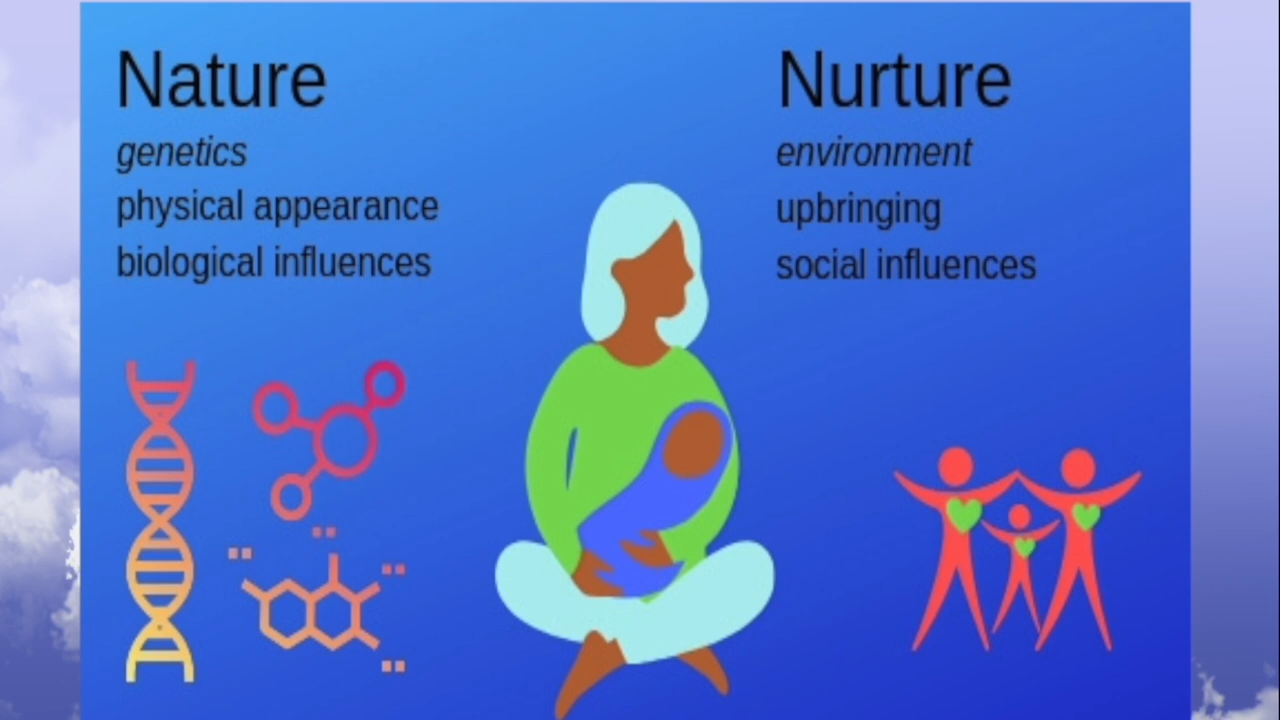 Nature
genetics
physical appearance
biological influences
Nurture
environment
upbringing
social influences